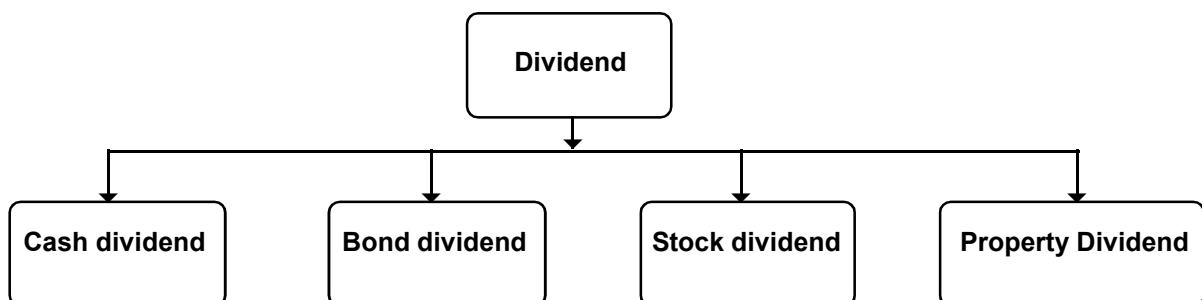 Dividend
Cash dividend
Bond dividend
Stock dividend
Property Dividend